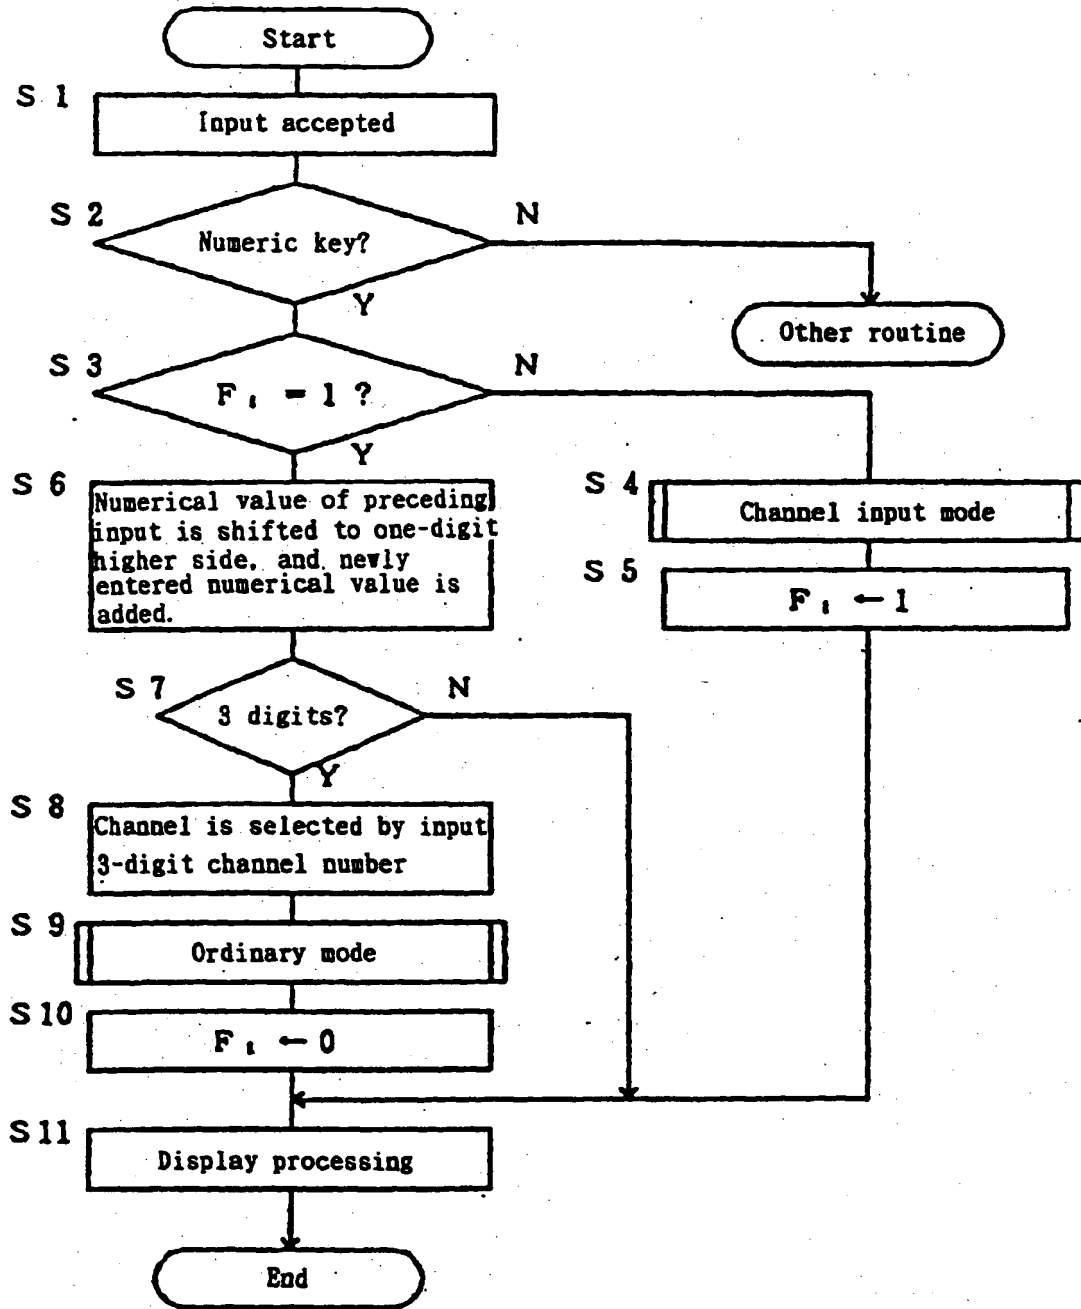 Start
S 1
Input accepted
S 2
Numeric key?
N
Y
Other routine
S 3
F₁ = 1 ?
N
Y
S 6
Numerical value of preceding
input is shifted to one-digit
higher side, and newly
entered numerical value is
added.
S 4
Channel input mode
S 5
F₁ ← 1
S 7
3 digits?
N
Y
S 8
Channel is selected by input
3-digit channel number
S 9
Ordinary mode
S 10
F₁ ← 0
S 11
Display processing
End